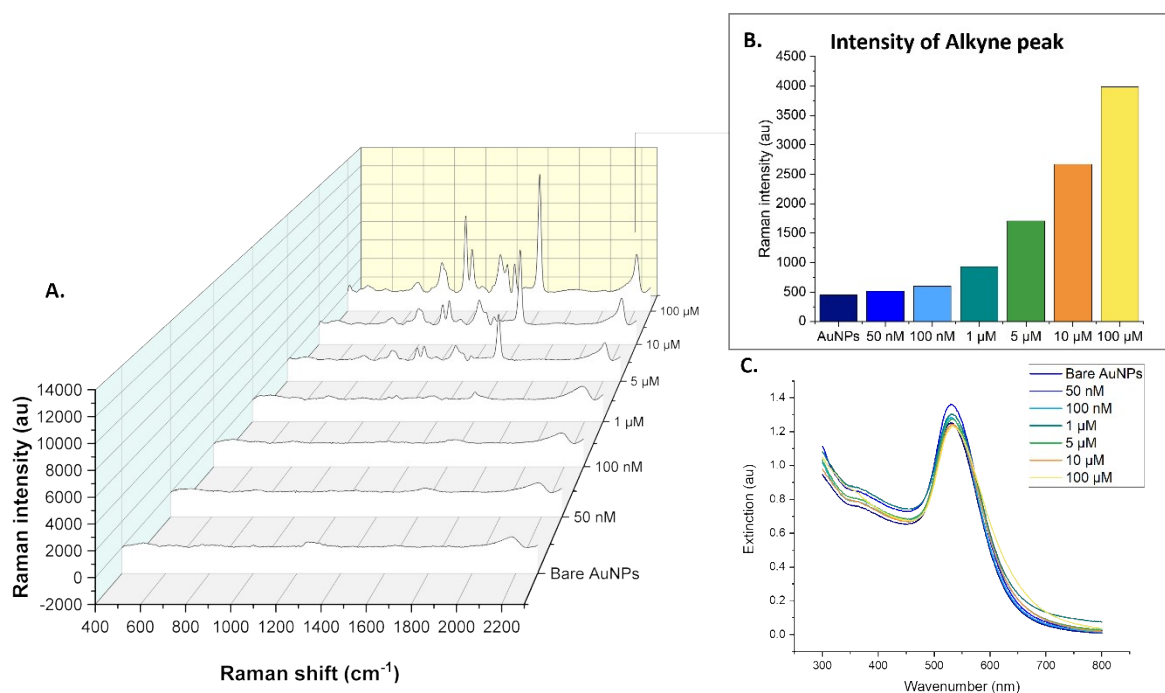 A.
Raman intensity (au)
14000
12000
10000
8000
6000
4000
2000
0
-2000
400 600 800 1000 1200 1400 1600 1800 2000 2200
Raman shift (cm⁻¹)
100 µM
10 µM
5 µM
1 µM
100 nM
50 nM
Bare AuNPs
B.
Intensity of Alkyne peak
Raman intensity (au)
4500
4000
3500
3000
2500
2000
1500
1000
500
0
AuNPs 50 nM 100 nM 1 µM 5 µM 10 µM 100 µM
C.
Extinction (au)
1.4
1.2
1.0
0.8
0.6
0.4
0.2
0.0
300 400 500 600 700 800
Wavenumber (nm)
Bare AuNPs
50 nM
100 nM
1 µM
5 µM
10 µM
100 µM